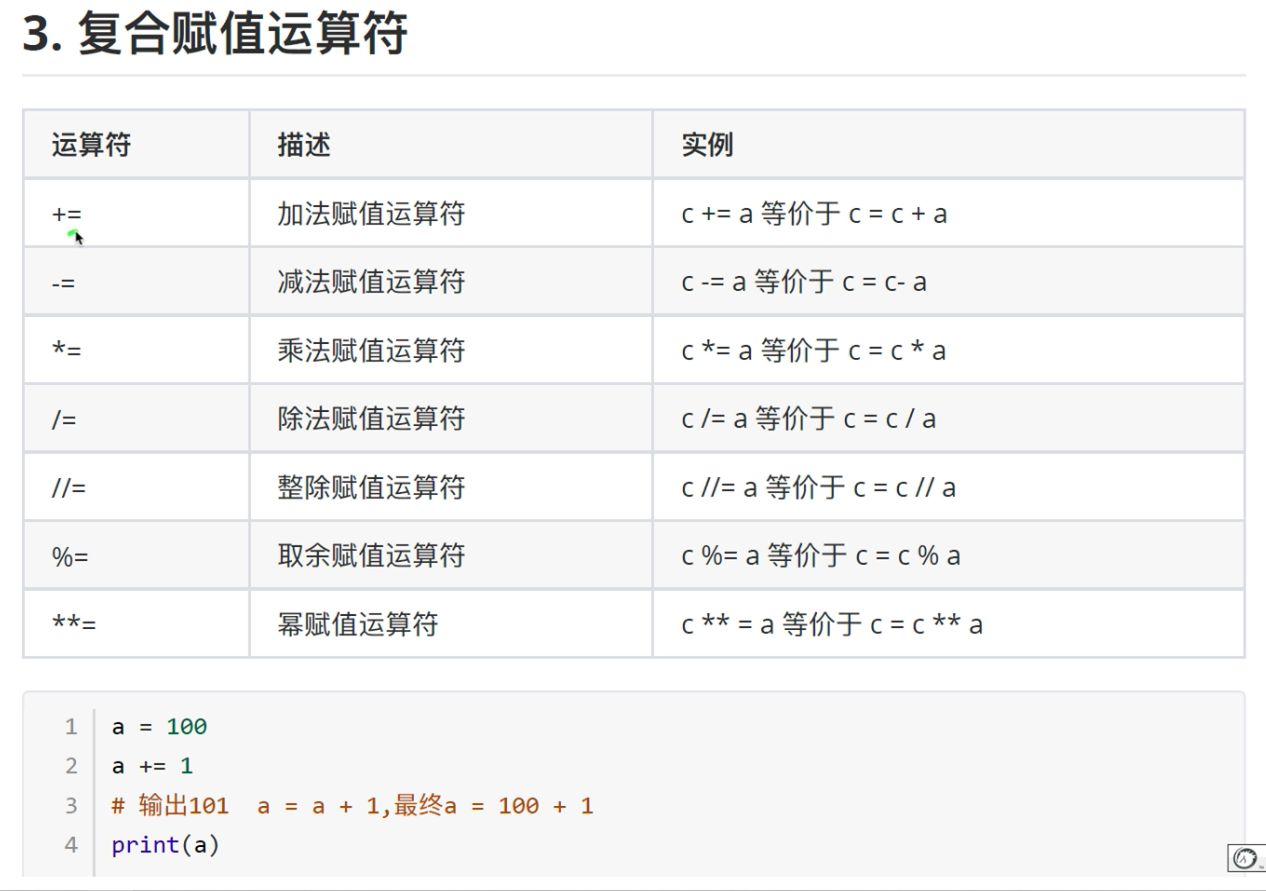 3. 复合赋值运算符
运算符 描述 实例
+= 加法赋值运算符 c += a 等价于 c = c + a
-= 减法赋值运算符 c -= a 等价于 c = c- a
*= 乘法赋值运算符 c *= a 等价于 c = c * a
/= 除法赋值运算符 c /= a 等价于 c = c / a
//= 整除赋值运算符 c //= a 等价于 c = c // a
%= 取余赋值运算符 c %= a 等价于 c = c % a
**= 幂赋值运算符 c ** = a 等价于 c = c ** a
1 a = 100
2 a += 1
3 # 输出101  a = a + 1,最终a = 100 + 1
4 print(a)